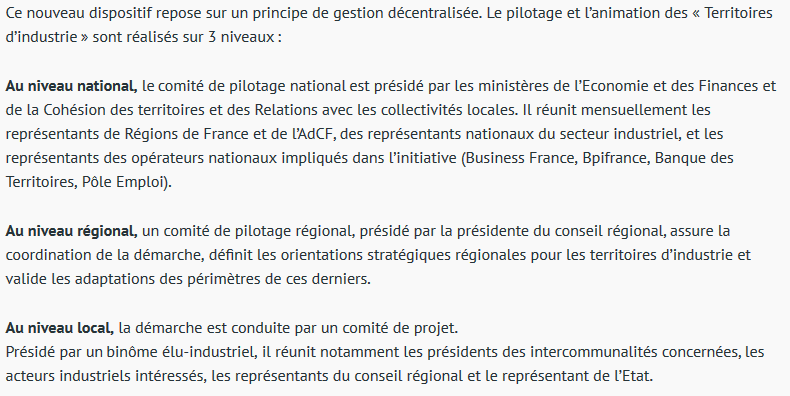 Ce nouveau dispositif repose sur un principe de gestion décentralisée. Le pilotage et l’animation des « Territoires
d’industrie » sont réalisés sur 3 niveaux :
Au niveau national, le comité de pilotage national est présidé par les ministères de l’Economie et des Finances et
de la Cohésion des territoires et des Relations avec les collectivités locales. Il réunit mensuellement les
représentants de Régions de France et de l’AdCF, des représentants nationaux du secteur industriel, et les
représentants des opérateurs nationaux impliqués dans l’initiative (Business France, Bpifrance, Banque des
Territoires, Pôle Emploi).
Au niveau régional, un comité de pilotage régional, présidé par la présidente du conseil régional, assure la
coordination de la démarche, définit les orientations stratégiques régionales pour les territoires d’industrie et
valide les adaptations des périmètres de ces derniers.
Au niveau local, la démarche est conduite par un comité de projet.
Présidé par un binôme élu-industriel, il réunit notamment les présidents des intercommunalités concernées, les
acteurs industriels intéressés, les représentants du conseil régional et le représentant de l’Etat.